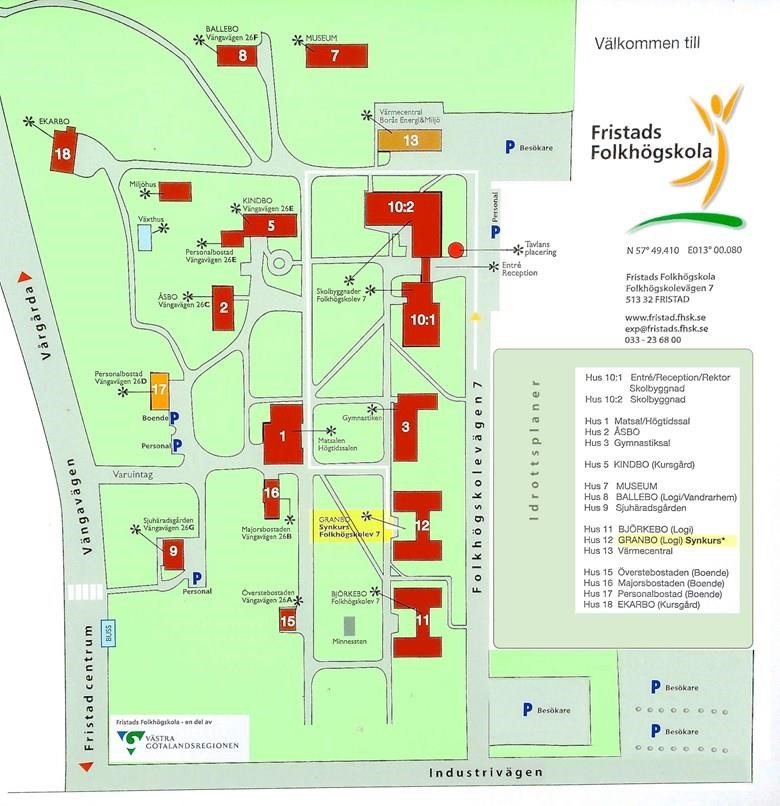 BALLEBO
Vängavägen 26F
8
MUSEUM
7
Välkommen till
Fristads
Folkhögskola
N 57° 49.410 E013° 00.080
Fristads Folkhögskola
Folkhögskolevägen 7
513 32 FRISTAD
www.fristad.fhsk.se
exp@fristads.fhsk.se
033 - 23 68 00
EKARBO
18
Värmecentral
Borås Energi&Miljö
13
P Besökare
Miljöhus
Växthus
KINDBO
Vängavägen 26E
5
Personalbostad
Vängavägen 26E
10:2
Personal
P
Tavlans
placering
Entré
Reception
Skolbyggnader
Folkhögskolev 7
10:1
ÅSBO
Vängavägen 26C
2
Vårgårda
Personalbostad
Vängavägen 26D
17
Boende P
Personal P
1
Matsalen
Högtidssalen
Gymnastiken
3
Folkhögskolevägen 7
Idrottsplaner
Hus 10:1 Entré/Reception/Rektor
Skolbyggnad
Hus 10:2 Skolbyggnad
Hus 1 Matsal/Högtidssal
Hus 2 ÅSBO
Hus 3 Gymnastiksal
Hus 5 KINDBO (Kursgård)
Hus 7 MUSEUM
Hus 8 BALLEBO (Logi/Vandrarhem)
Hus 9 Sjuhäradsgården
Hus 11 BJÖRKEBO (Logi)
Hus 12 GRANBO (Logi) Synkurs*
Hus 13 Värmecentral
Hus 15 Överstebostaden (Boende)
Hus 16 Majorsbostaden (Boende)
Hus 17 Personalbostad (Boende)
Hus 18 EKARBO (Kursgård)
Varuintag
Vängavägen
16
Majorsbostaden
Vängavägen
26B
Sjuhäradsgården
Vängavägen 26G
9
P
Personal
GRANBO
Synkurs
Folkhögskolev 7
12
Överstebostaden
Vängavägen 26A
15
BJÖRKEBO
Folkhögskolev 7
11
Minnessten
BUSS
Fristad centrum
P Besökare
P Besökare
P Besökare
Fristads Folkhögskola - en del av
VÄSTRA
GÖTALANDSREGIONEN
Industrivägen